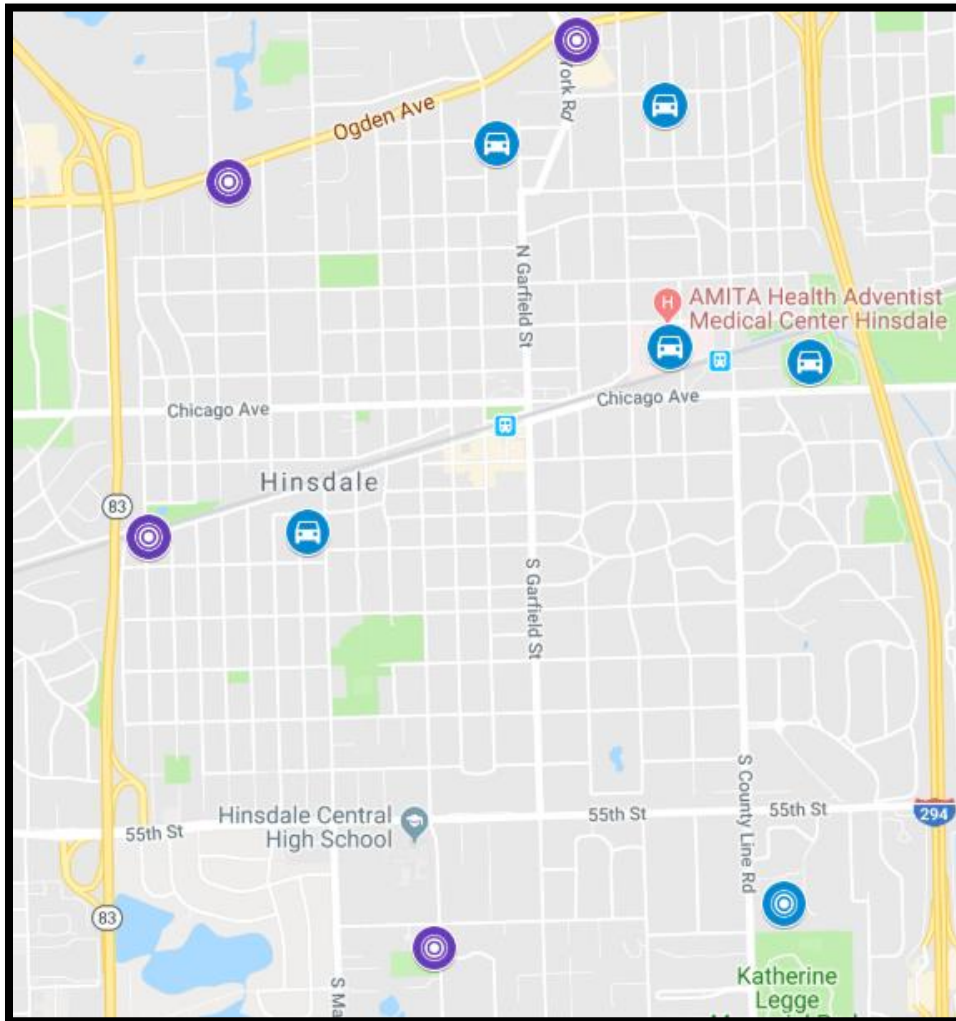 Ogden Ave
York Rd
N Garfield St
H
AMITA Health Adventist
Medical Center Hinsdale
Chicago Ave
Chicago Ave
Hinsdale
83
S Garfield St
S County Line Rd
Hinsdale Central
High School
55th St
55th St
55th St
294
83
S Ma
Katherine
Legge